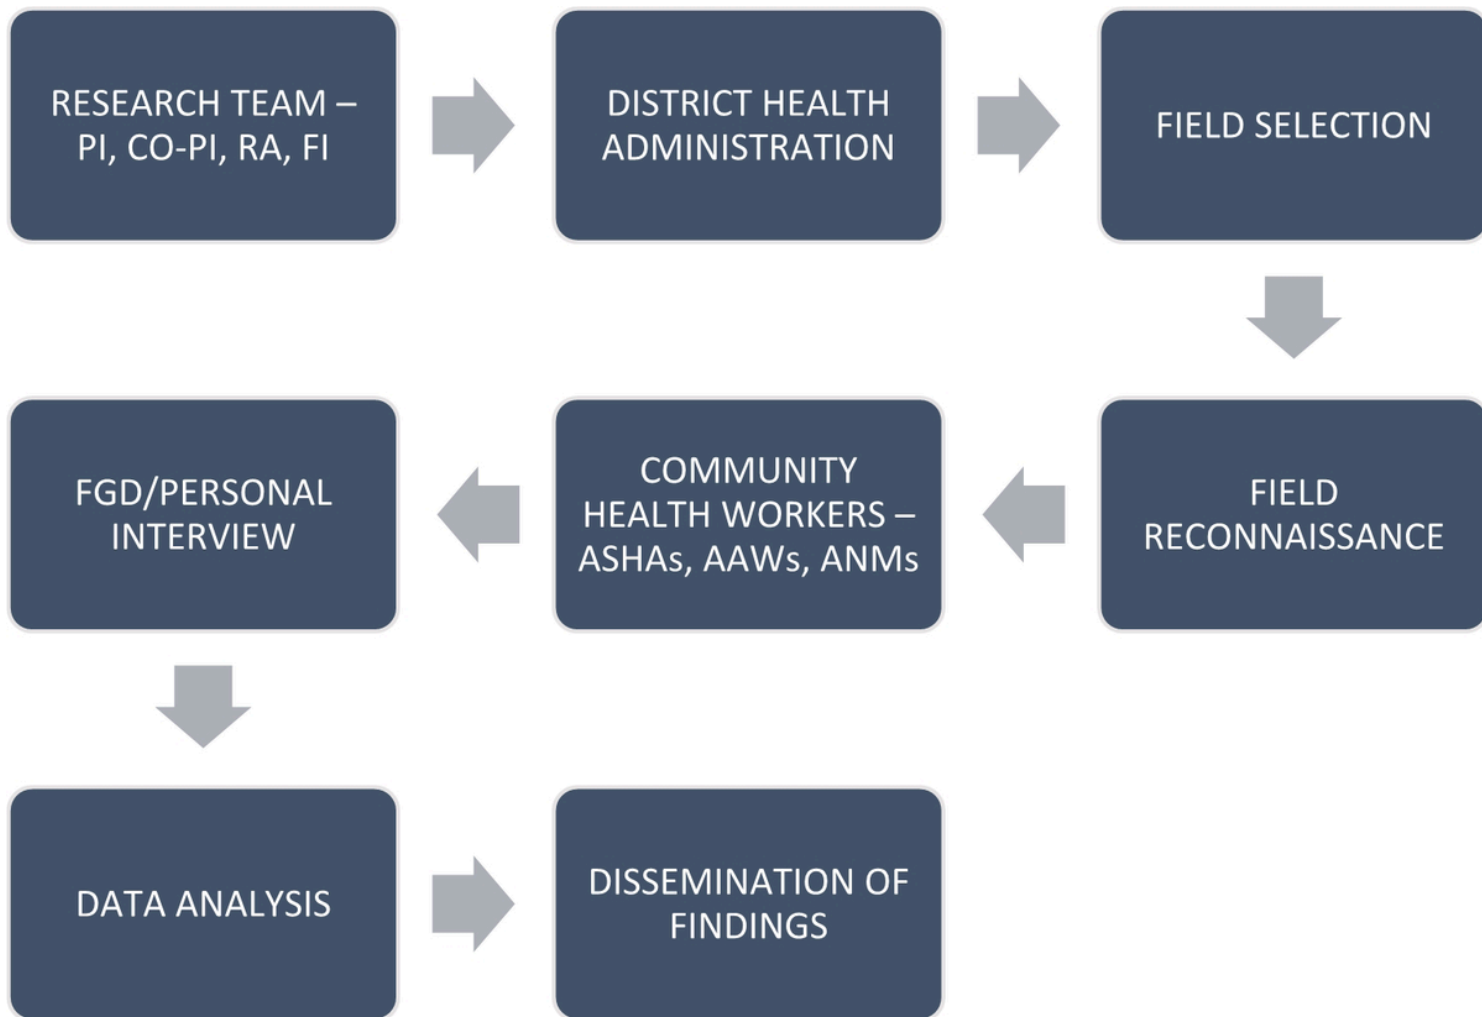 RESEARCH TEAM –
PI, CO-PI, RA, FI
DISTRICT HEALTH
ADMINISTRATION
FIELD SELECTION
FIELD
RECONNAISSANCE
COMMUNITY
HEALTH WORKERS –
ASHAs, AAWs, ANMs
FGD/PERSONAL
INTERVIEW
DATA ANALYSIS
DISSEMINATION OF
FINDINGS